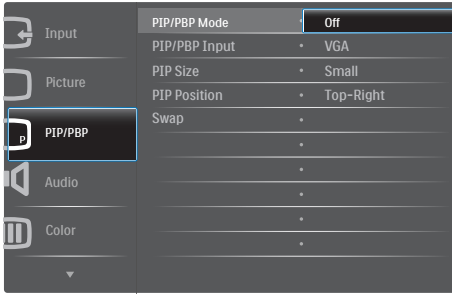 Input
Picture
P
PIP/PBP
Audio
Color
PIP/PBP Mode • Off
PIP/PBP Input • VGA
PIP Size • Small
PIP Position • Top-Right
Swap •